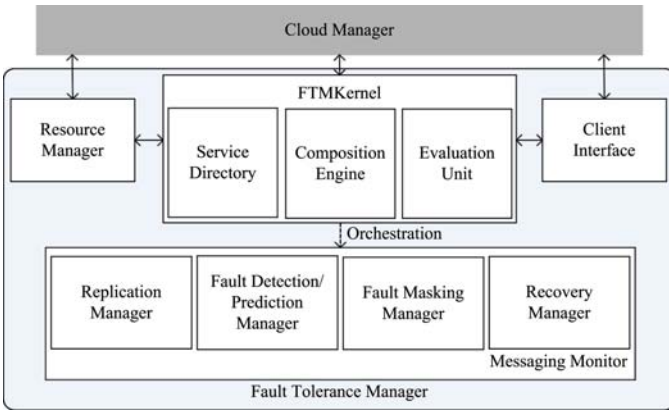 Cloud Manager
FTMKernel
Resource
Manager
Service
Directory
Composition
Engine
Evaluation
Unit
Client
Interface
Orchestration
Replication
Manager
Fault Detection/
Prediction
Manager
Fault Masking
Manager
Recovery
Manager
Messaging Monitor
Fault Tolerance Manager